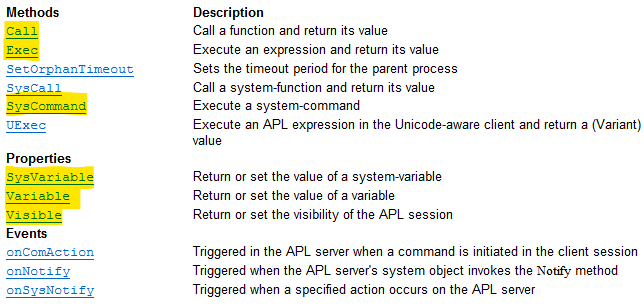 Methods Description
Call Call a function and return its value
Exec Execute an expression and return its value
SetOrphanTimeout Sets the timeout period for the parent process
SysCall Call a system-function and return its value
SysCommand Execute a system-command
UExec Execute an APL expression in the Unicode-aware client and return a (Variant)
value
Properties
SysVariable Return or set the value of a system-variable
Variable Return or set the value of a variable
Visible Return or set the visibility of the APL session
Events
onComAction Triggered in the APL server when a command is initiated in the client session
onNotify Triggered when the APL server's system object invokes the Notify method
onSysNotify Triggered when a specified action occurs on the APL server